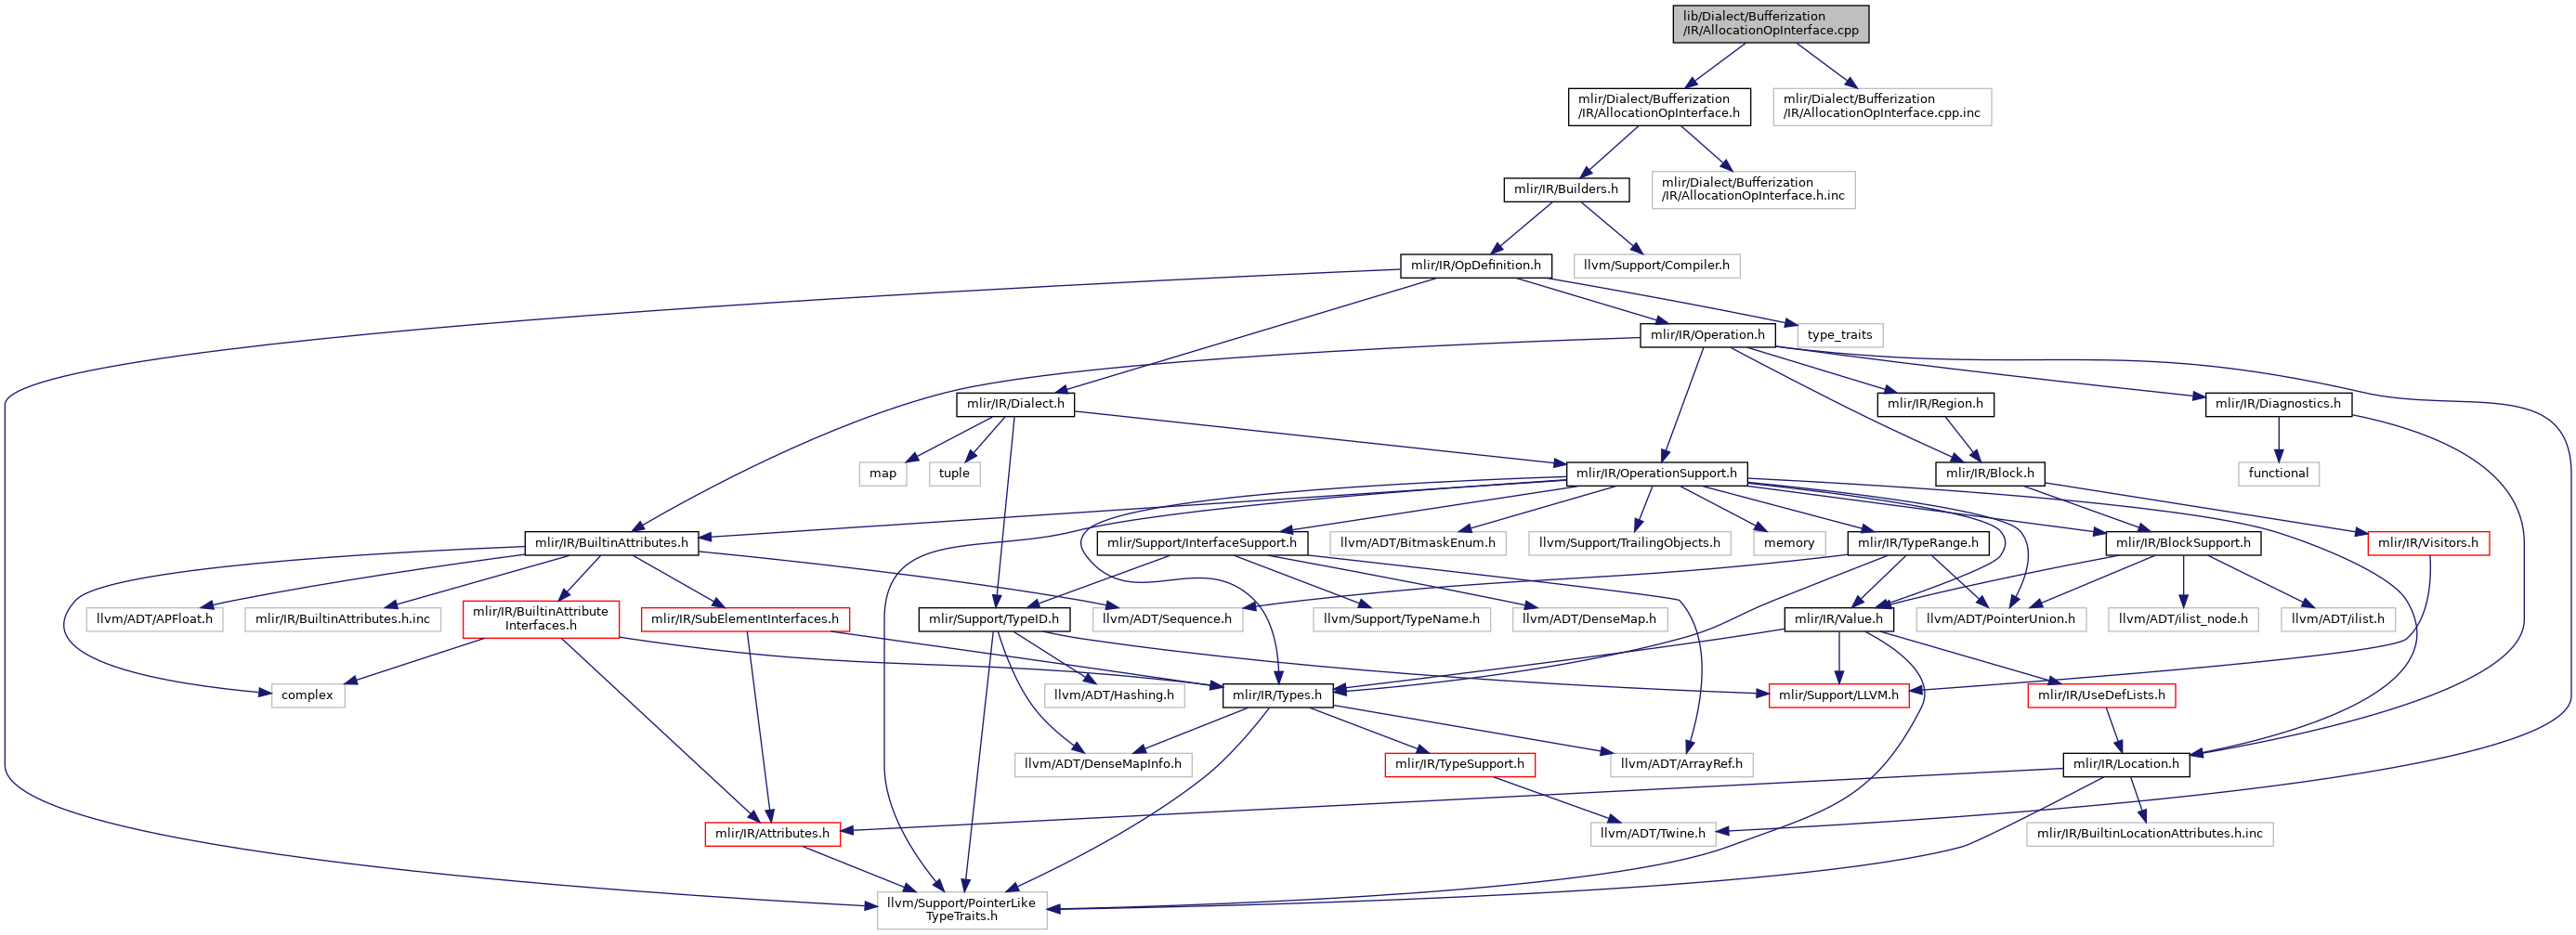 lib/Dialect/Bufferization
/IR/AllocationOpInterface.cpp
mlir/Dialect/Bufferization
/IR/AllocationOpInterface.h
mlir/Dialect/Bufferization
/IR/AllocationOpInterface.cpp.inc
mlir/IR/Builders.h
mlir/Dialect/Bufferization
/IR/AllocationOpInterface.h.inc
mlir/IR/OpDefinition.h
llvm/Support/Compiler.h
mlir/IR/Operation.h
type_traits
mlir/IR/Dialect.h
mlir/IR/Region.h
mlir/IR/Diagnostics.h
map
tuple
mlir/IR/OperationSupport.h
mlir/IR/Block.h
functional
mlir/IR/BuiltinAttributes.h
mlir/Support/InterfaceSupport.h
llvm/ADT/BitmaskEnum.h
llvm/Support/TrailingObjects.h
memory
mlir/IR/TypeRange.h
mlir/IR/BlockSupport.h
mlir/IR/Visitors.h
llvm/ADT/APFloat.h
mlir/IR/BuiltinAttributes.h.inc
mlir/IR/BuiltinAttribute
Interfaces.h
mlir/IR/SubElementInterfaces.h
mlir/Support/TypeID.h
llvm/ADT/Sequence.h
llvm/Support/TypeName.h
llvm/ADT/DenseMap.h
mlir/IR/Value.h
llvm/ADT/PointerUnion.h
llvm/ADT/ilist_node.h
llvm/ADT/ilist.h
complex
llvm/ADT/Hashing.h
mlir/IR/Types.h
mlir/Support/LLVM.h
mlir/IR/UseDefLists.h
llvm/ADT/DenseMapInfo.h
mlir/IR/TypeSupport.h
llvm/ADT/ArrayRef.h
mlir/IR/Location.h
mlir/IR/Attributes.h
llvm/ADT/Twine.h
mlir/IR/BuiltinLocationAttributes.h.inc
llvm/Support/PointerLike
TypeTraits.h